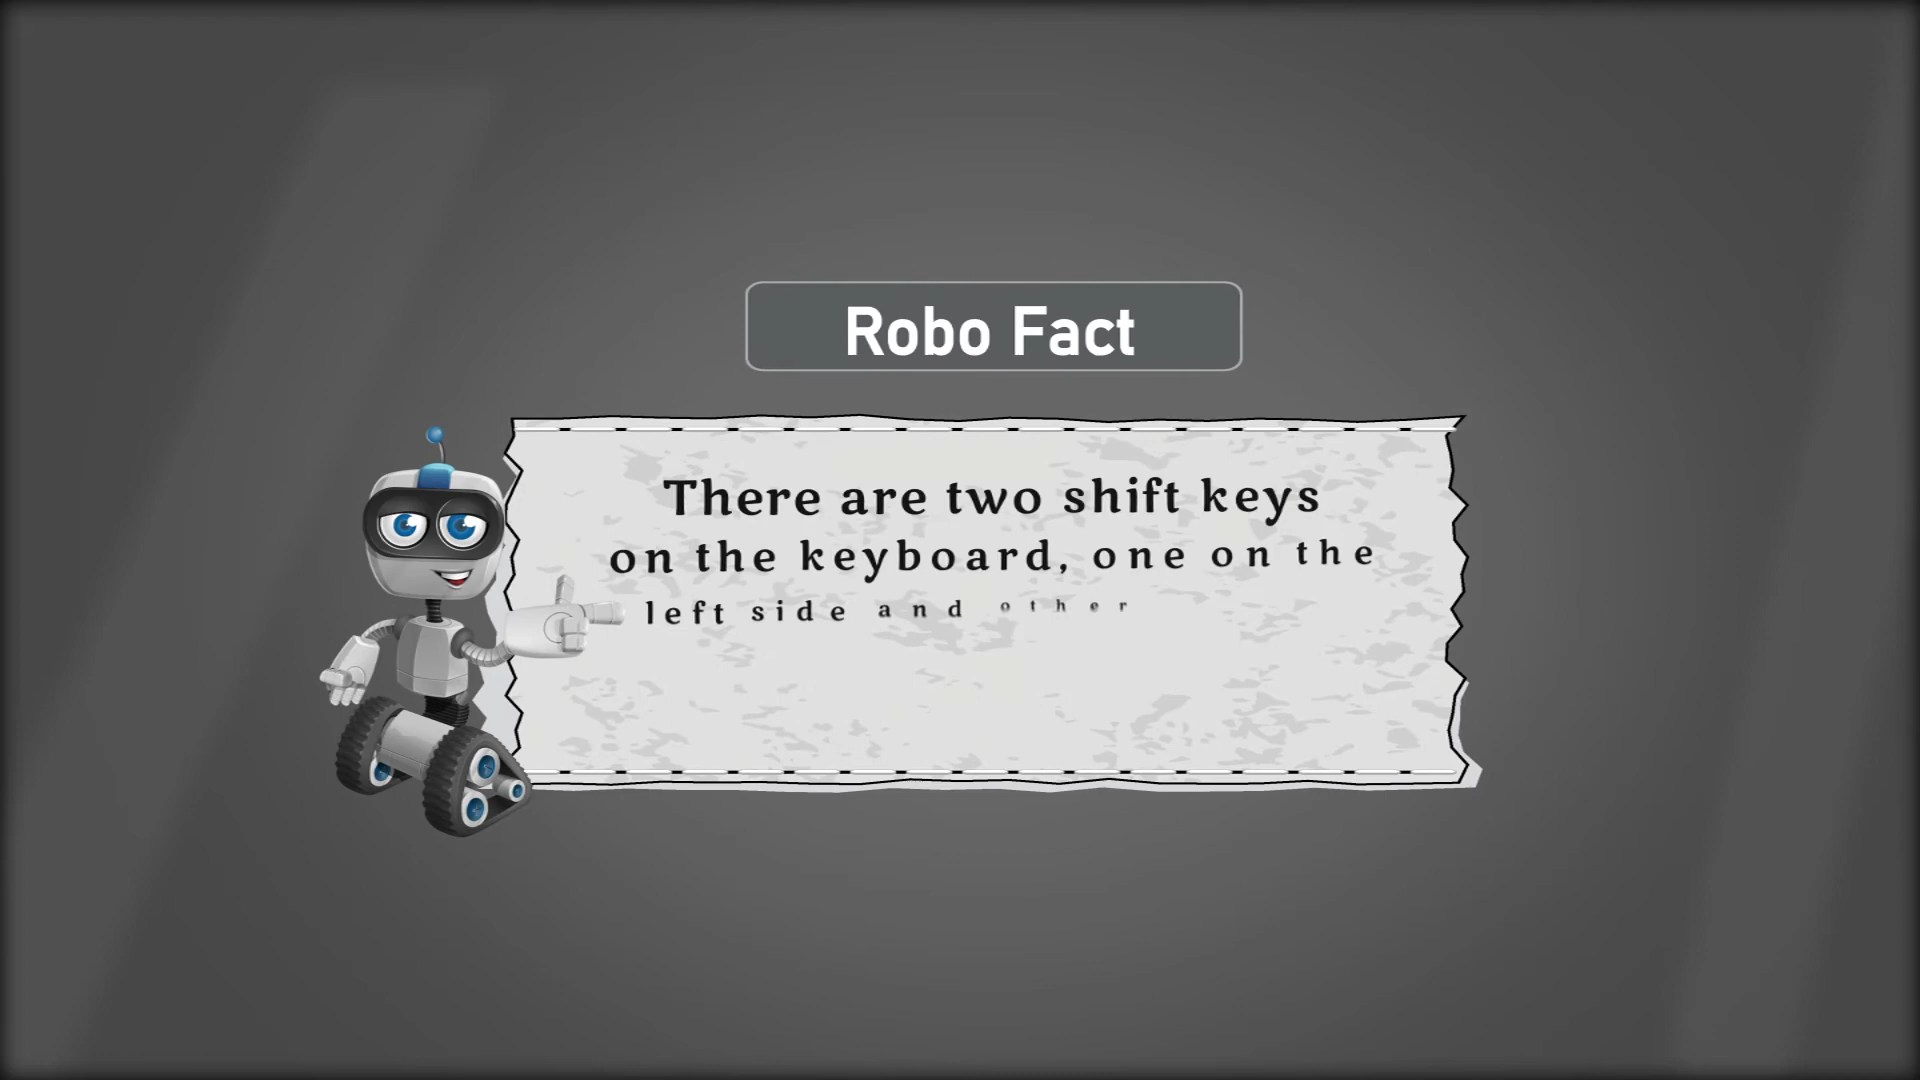 Robo Fact
There are two shift keys
on the keyboard, one on the
left side and other